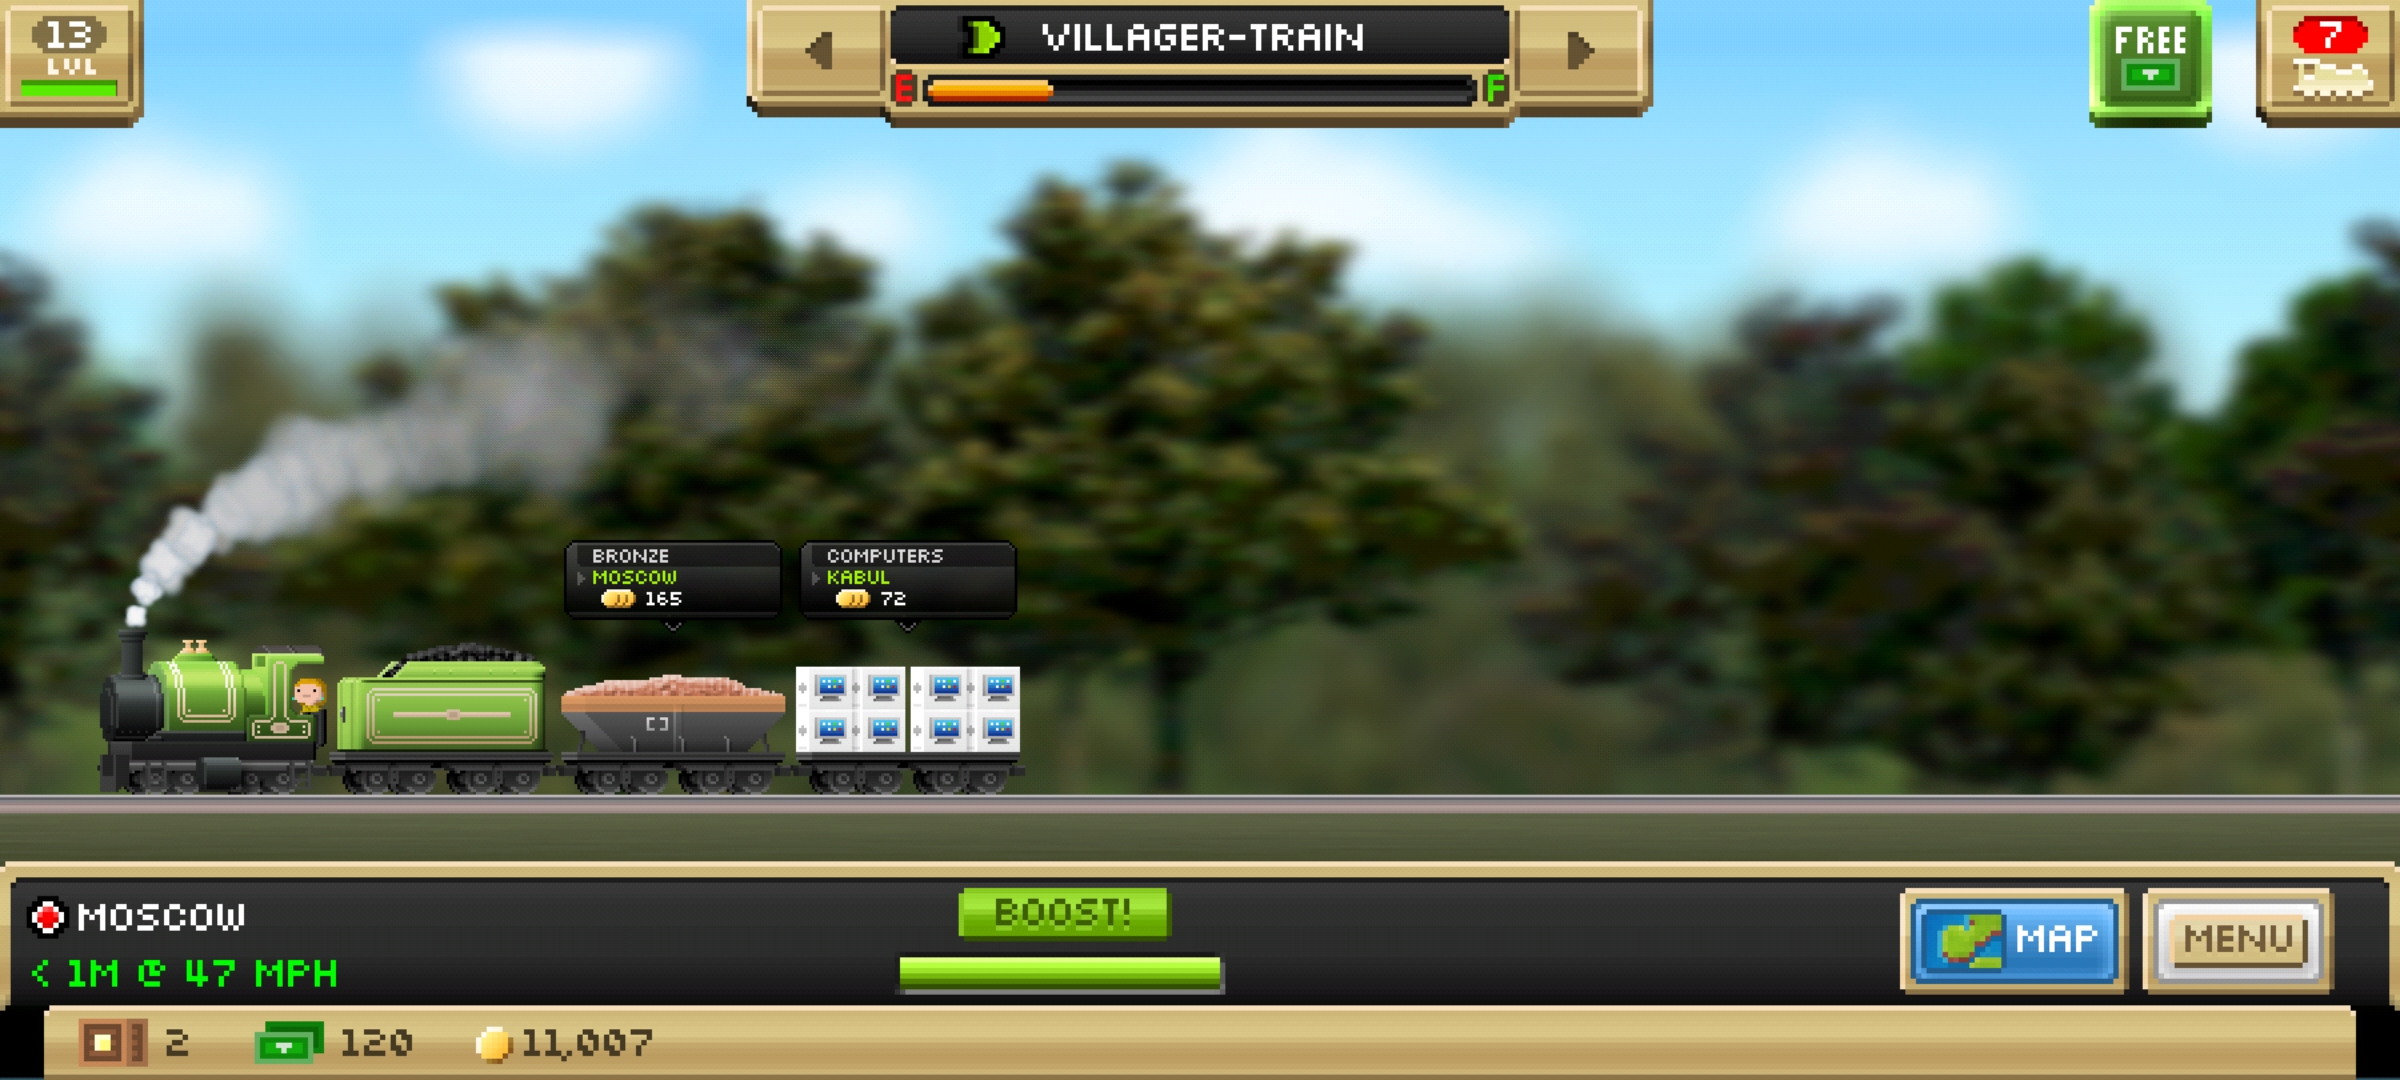 13
LVL
VILLAGER-TRAIN
E F
FREE
7
BRONZE
MOSCOW
165
COMPUTERS
KABUL
72
MOSCOW
< 1M @ 47 MPH
BOOST!
MAP
MENU
2
120
11,007